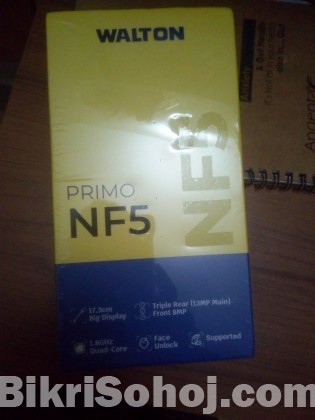 WALTON
PRIMO
NF5
NF5
17.3cm
Big Display
Triple Rear (13MP Main)
Front 8MP
1.8GHz
Quad-Core
Face
Unlock
Supported
BikriSohoj.com